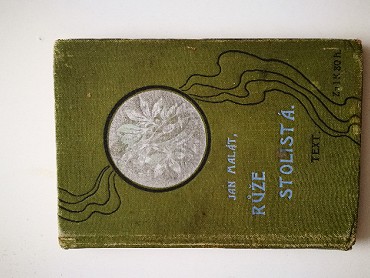 JAN MALÁT.
RŮŽE
STOLISTÁ.
TEXT.